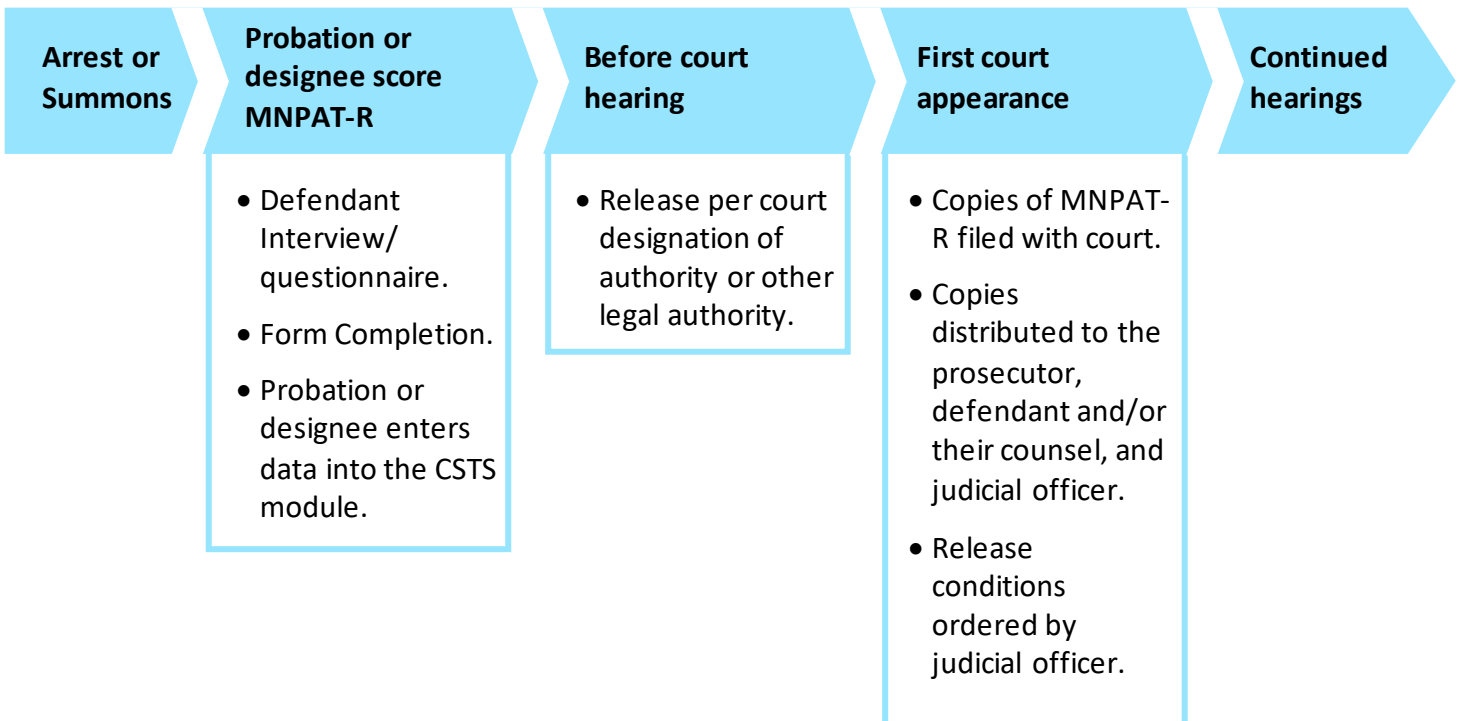 Arrest or
Summons
Probation or
designee score
MNPAT-R
Before court
hearing
First court
appearance
Continued
hearings
• Defendant
Interview/
questionnaire.
• Form Completion.
• Probation or
designee enters
data into the CSTS
module.
• Release per court
designation of
authority or other
legal authority.
• Copies of MNPAT-
R filed with court.
• Copies
distributed to the
prosecutor,
defendant and/or
their counsel, and
judicial officer.
• Release
conditions
ordered by
judicial officer.